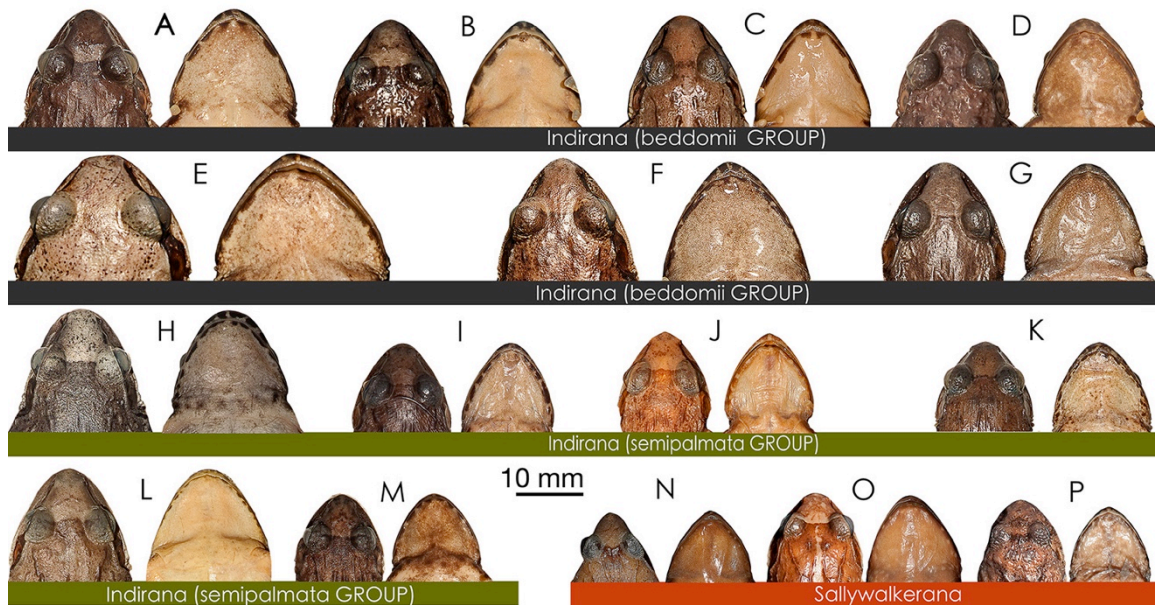 A B C D
Indirana (beddomii GROUP)
E F G
Indirana (beddomii GROUP)
H I J K
Indirana (semipalmata GROUP)
L M 10 mm N O P
Indirana (semipalmata GROUP) Sallywalkerana